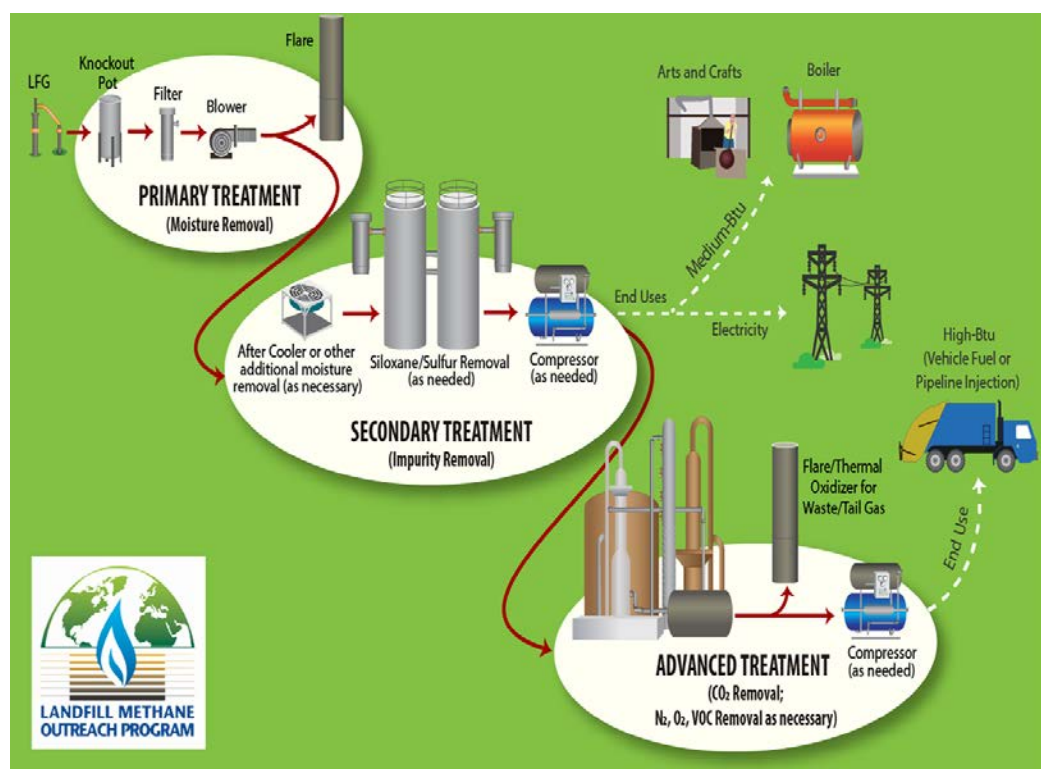 LFG
Knockout
Pot
Filter
Blower
Flare
PRIMARY TREATMENT
(Moisture Removal)
After Cooler or other
additional moisture
removal (as necessary)
Siloxane/Sulfur Removal
(as needed)
Compressor
(as needed)
SECONDARY TREATMENT
(Impurity Removal)
End Uses
Medium-Btu
Arts and Crafts
Boiler
Electricity
High-Btu
(Vehicle Fuel or
Pipeline Injection)
Flare/Thermal
Oxidizer for
Waste/Tail Gas
End Use
Compressor
(as needed)
ADVANCED TREATMENT
(CO₂ Removal;
N₂, O₂, VOC Removal as necessary)
LANDFILL METHANE
OUTREACH PROGRAM